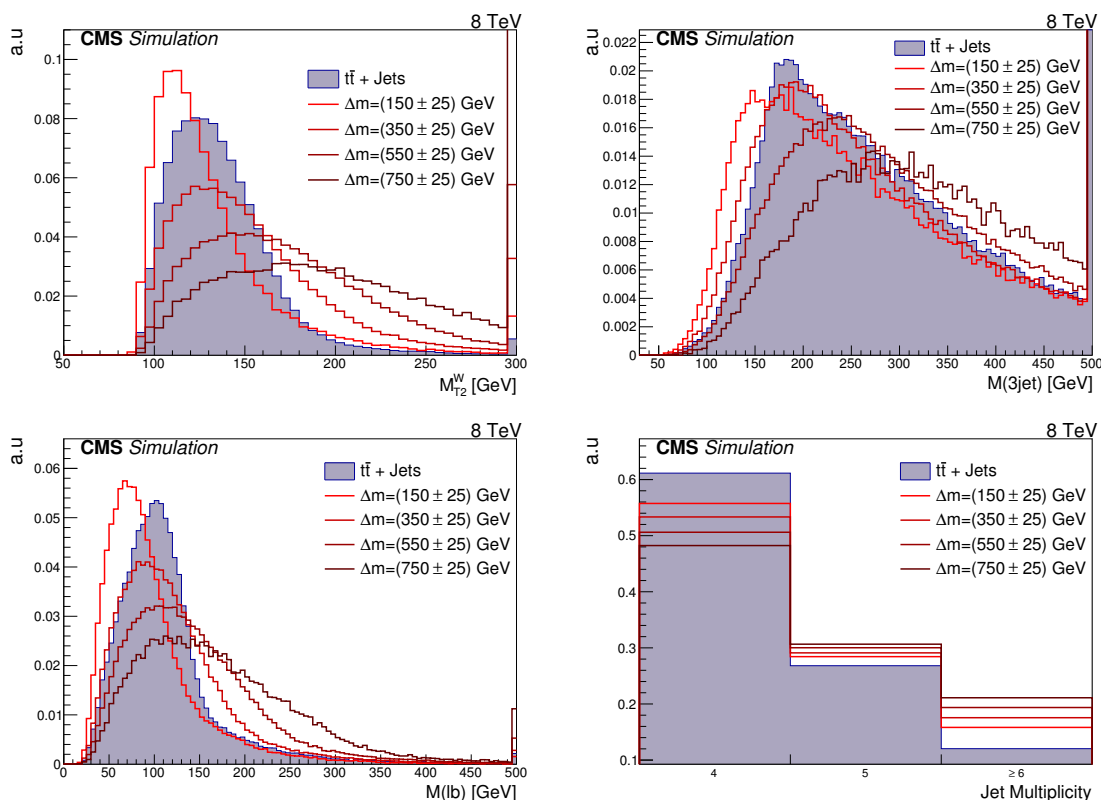 8 TeV
a.u
CMS Simulation
tt̄ + Jets
Δm=(150 ± 25) GeV
Δm=(350 ± 25) GeV
Δm=(550 ± 25) GeV
Δm=(750 ± 25) GeV
0.1
0.08
0.06
0.04
0.02
0
50 100 150 200 250 300
M_T2^W [GeV]
8 TeV
a.u
CMS Simulation
tt̄ + Jets
Δm=(150 ± 25) GeV
Δm=(350 ± 25) GeV
Δm=(550 ± 25) GeV
Δm=(750 ± 25) GeV
0.022
0.02
0.018
0.016
0.014
0.012
0.01
0.008
0.006
0.004
0.002
0
50 100 150 200 250 300 350 400 450 500
M(3jet) [GeV]
8 TeV
a.u
CMS Simulation
tt̄ + Jets
Δm=(150 ± 25) GeV
Δm=(350 ± 25) GeV
Δm=(550 ± 25) GeV
Δm=(750 ± 25) GeV
0.06
0.05
0.04
0.03
0.02
0.01
0
0 50 100 150 200 250 300 350 400 450 500
M(lb) [GeV]
8 TeV
a.u
CMS Simulation
tt̄ + Jets
Δm=(150 ± 25) GeV
Δm=(350 ± 25) GeV
Δm=(550 ± 25) GeV
Δm=(750 ± 25) GeV
0.6
0.5
0.4
0.3
0.2
0.1
4 5 ≥ 6
Jet Multiplicity